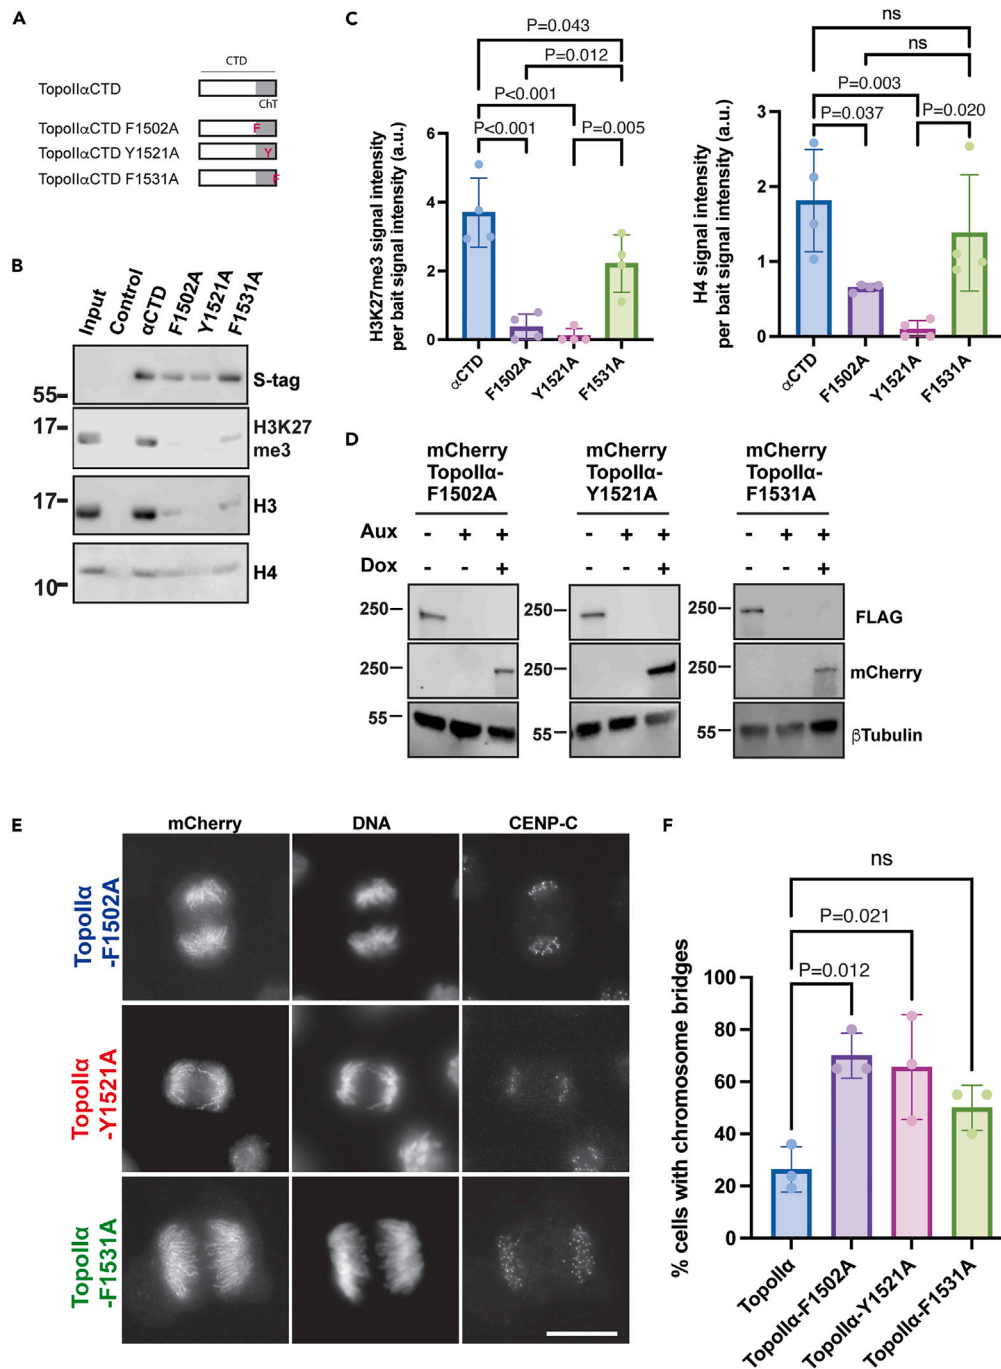 A
CTD
TopoIIαCTD
ChT
TopoIIαCTD F1502A
F
TopoIIαCTD Y1521A
Y
TopoIIαCTD F1531A
F
B
Input
Control
αCTD
F1502A
Y1521A
F1531A
55
S-tag
17
H3K27
me3
17
H3
10
H4
C
P=0.043
P=0.012
P<0.001
P<0.001
P=0.005
H3K27me3 signal intensity
per bait signal intensity (a.u.)
6
4
2
0
αCTD
F1502A
Y1521A
F1531A
ns
ns
P=0.003
P=0.037
P=0.020
H4 signal intensity
per bait signal intensity (a.u.)
3
2
1
0
αCTD
F1502A
Y1521A
F1531A
D
mCherry
TopoIIα-
F1502A
mCherry
TopoIIα-
Y1521A
mCherry
TopoIIα-
F1531A
Aux - + + - + + - + +
Dox - - + - - + - - +
250 250 250 FLAG
250 250 250 mCherry
55 55 55 βTubulin
E
mCherry DNA CENP-C
TopoIIα
-F1502A
TopoIIα
-Y1521A
TopoIIα
-F1531A
F
ns
P=0.021
P=0.012
% cells with chromosome bridges
100
80
60
40
20
0
TopoIIα
TopoIIα-F1502A
TopoIIα-Y1521A
TopoIIα-F1531A